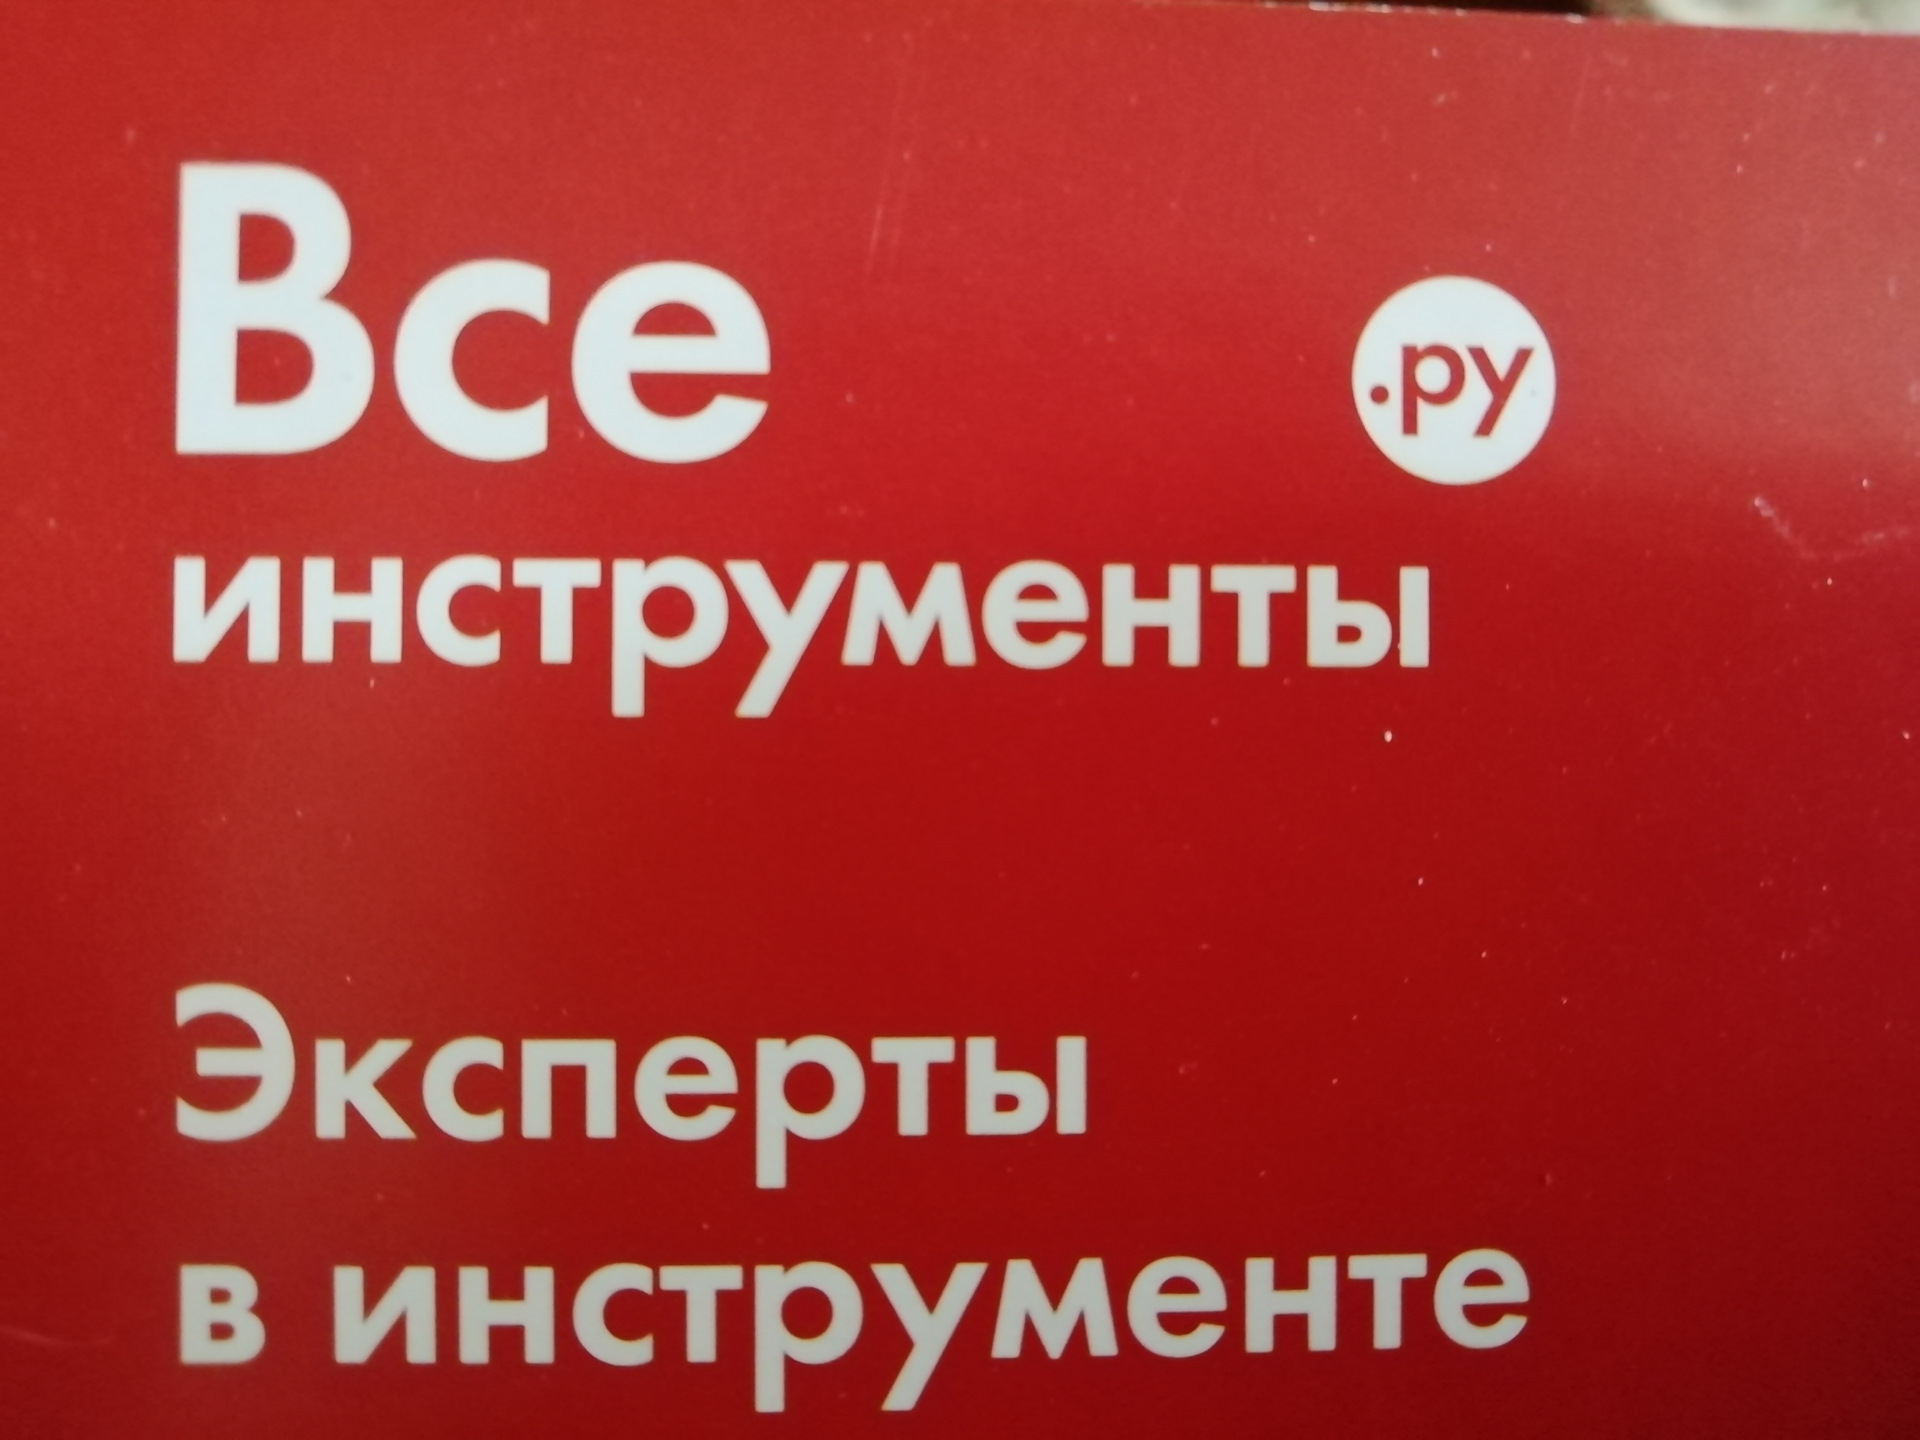 Все
.ру
инструменты
Эксперты
в инструменте